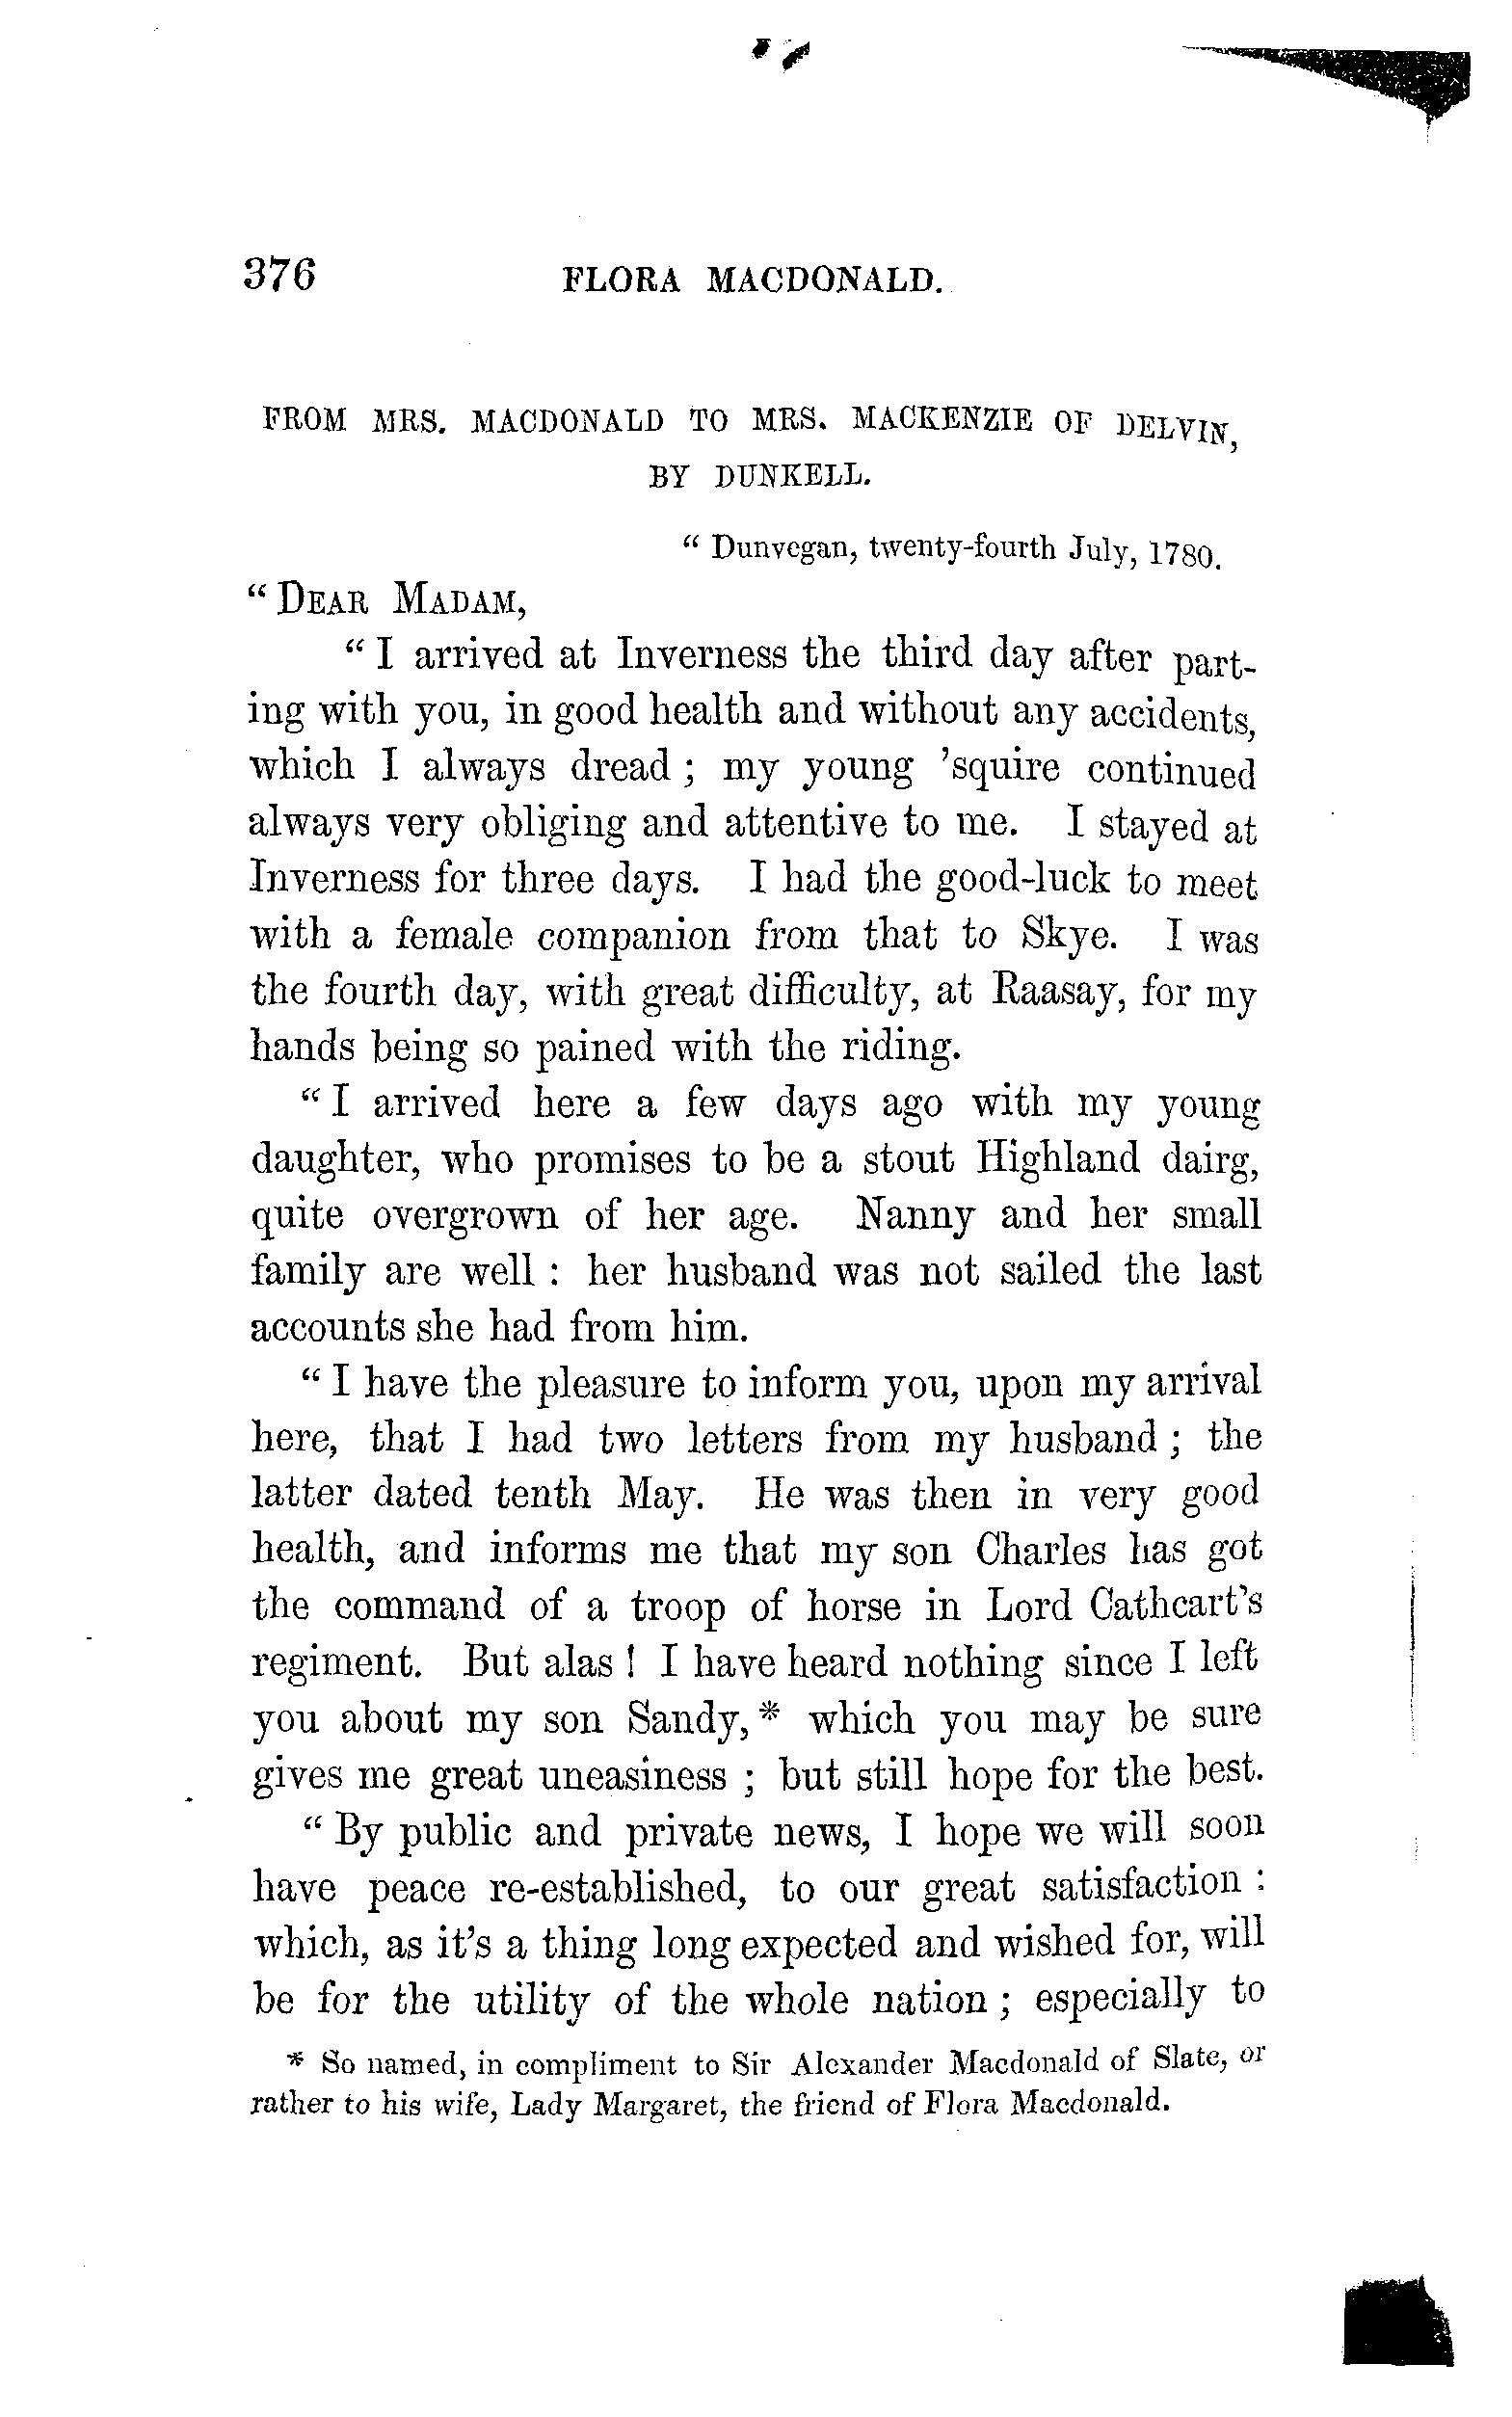 376 FLORA MACDONALD.
FROM MRS. MACDONALD TO MRS. MACKENZIE OF DELVIN,
BY DUNKELL.
“ Dunvegan, twenty-fourth July, 1780.
“ DEAR MADAM,
“ I arrived at Inverness the third day after part-
ing with you, in good health and without any accidents,
which I always dread ; my young ’squire continued
always very obliging and attentive to me. I stayed at
Inverness for three days. I had the good-luck to meet
with a female companion from that to Skye. I was
the fourth day, with great difficulty, at Raasay, for my
hands being so pained with the riding.
“ I arrived here a few days ago with my young
daughter, who promises to be a stout Highland dairg,
quite overgrown of her age. Nanny and her small
family are well : her husband was not sailed the last
accounts she had from him.
“ I have the pleasure to inform you, upon my arrival
here, that I had two letters from my husband ; the
latter dated tenth May. He was then in very good
health, and informs me that my son Charles has got
the command of a troop of horse in Lord Cathcart’s
regiment. But alas ! I have heard nothing since I left
you about my son Sandy,* which you may be sure
gives me great uneasiness ; but still hope for the best.
“ By public and private news, I hope we will soon
have peace re-established, to our great satisfaction :
which, as it’s a thing long expected and wished for, will
be for the utility of the whole nation ; especially to
* So named, in compliment to Sir Alexander Macdonald of Slate, or
rather to his wife, Lady Margaret, the friend of Flora Macdonald.